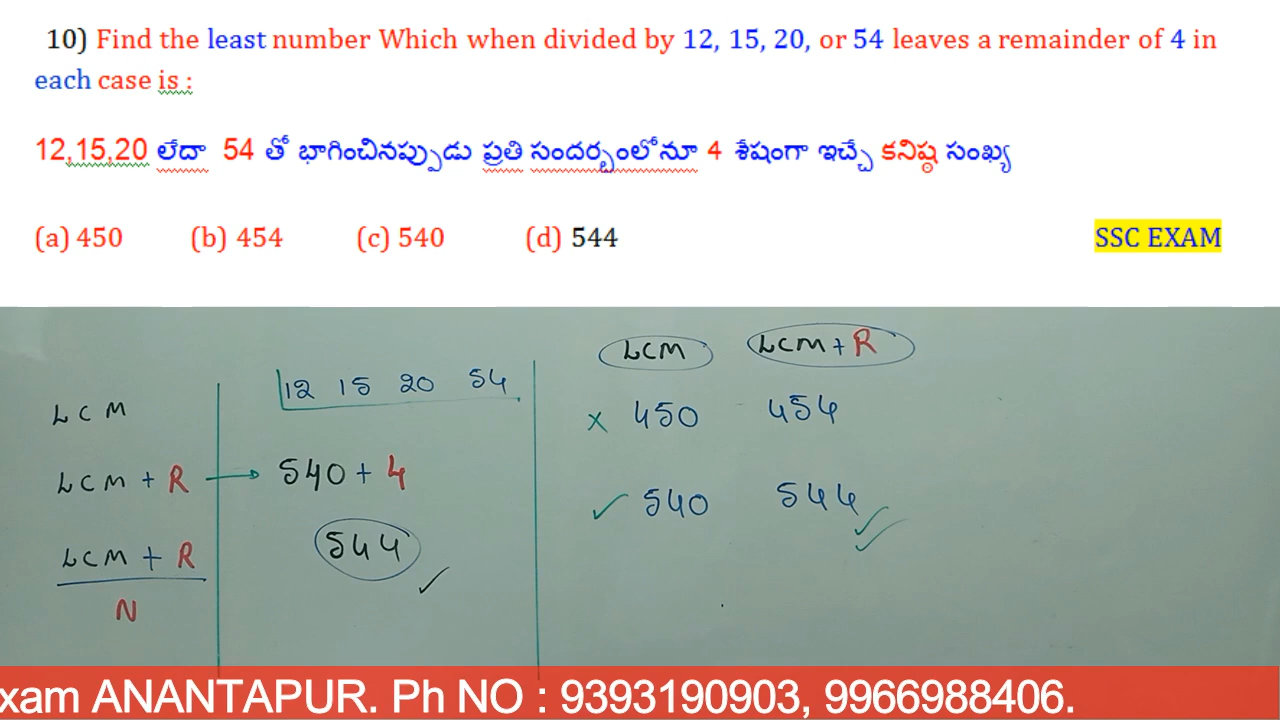 10) Find the least number Which when divided by 12, 15, 20, or 54 leaves a remainder of 4 in
each case is :
12,15,20 లేదా 54 తో భాగించినప్పుడు ప్రతి సందర్భంలోనూ 4 శేషంగా ఇచ్చే కనిష్ఠ సంఖ్య
(a) 450 (b) 454 (c) 540 (d) 544 SSC EXAM
LCM
LCM + R →
LCM + R
N
12 15 20 54
540 + 4
544 ✓
LCM LCM + R
x 450 454
✓ 540 544 ✓
xam ANANTAPUR. Ph NO : 9393190903, 9966988406.